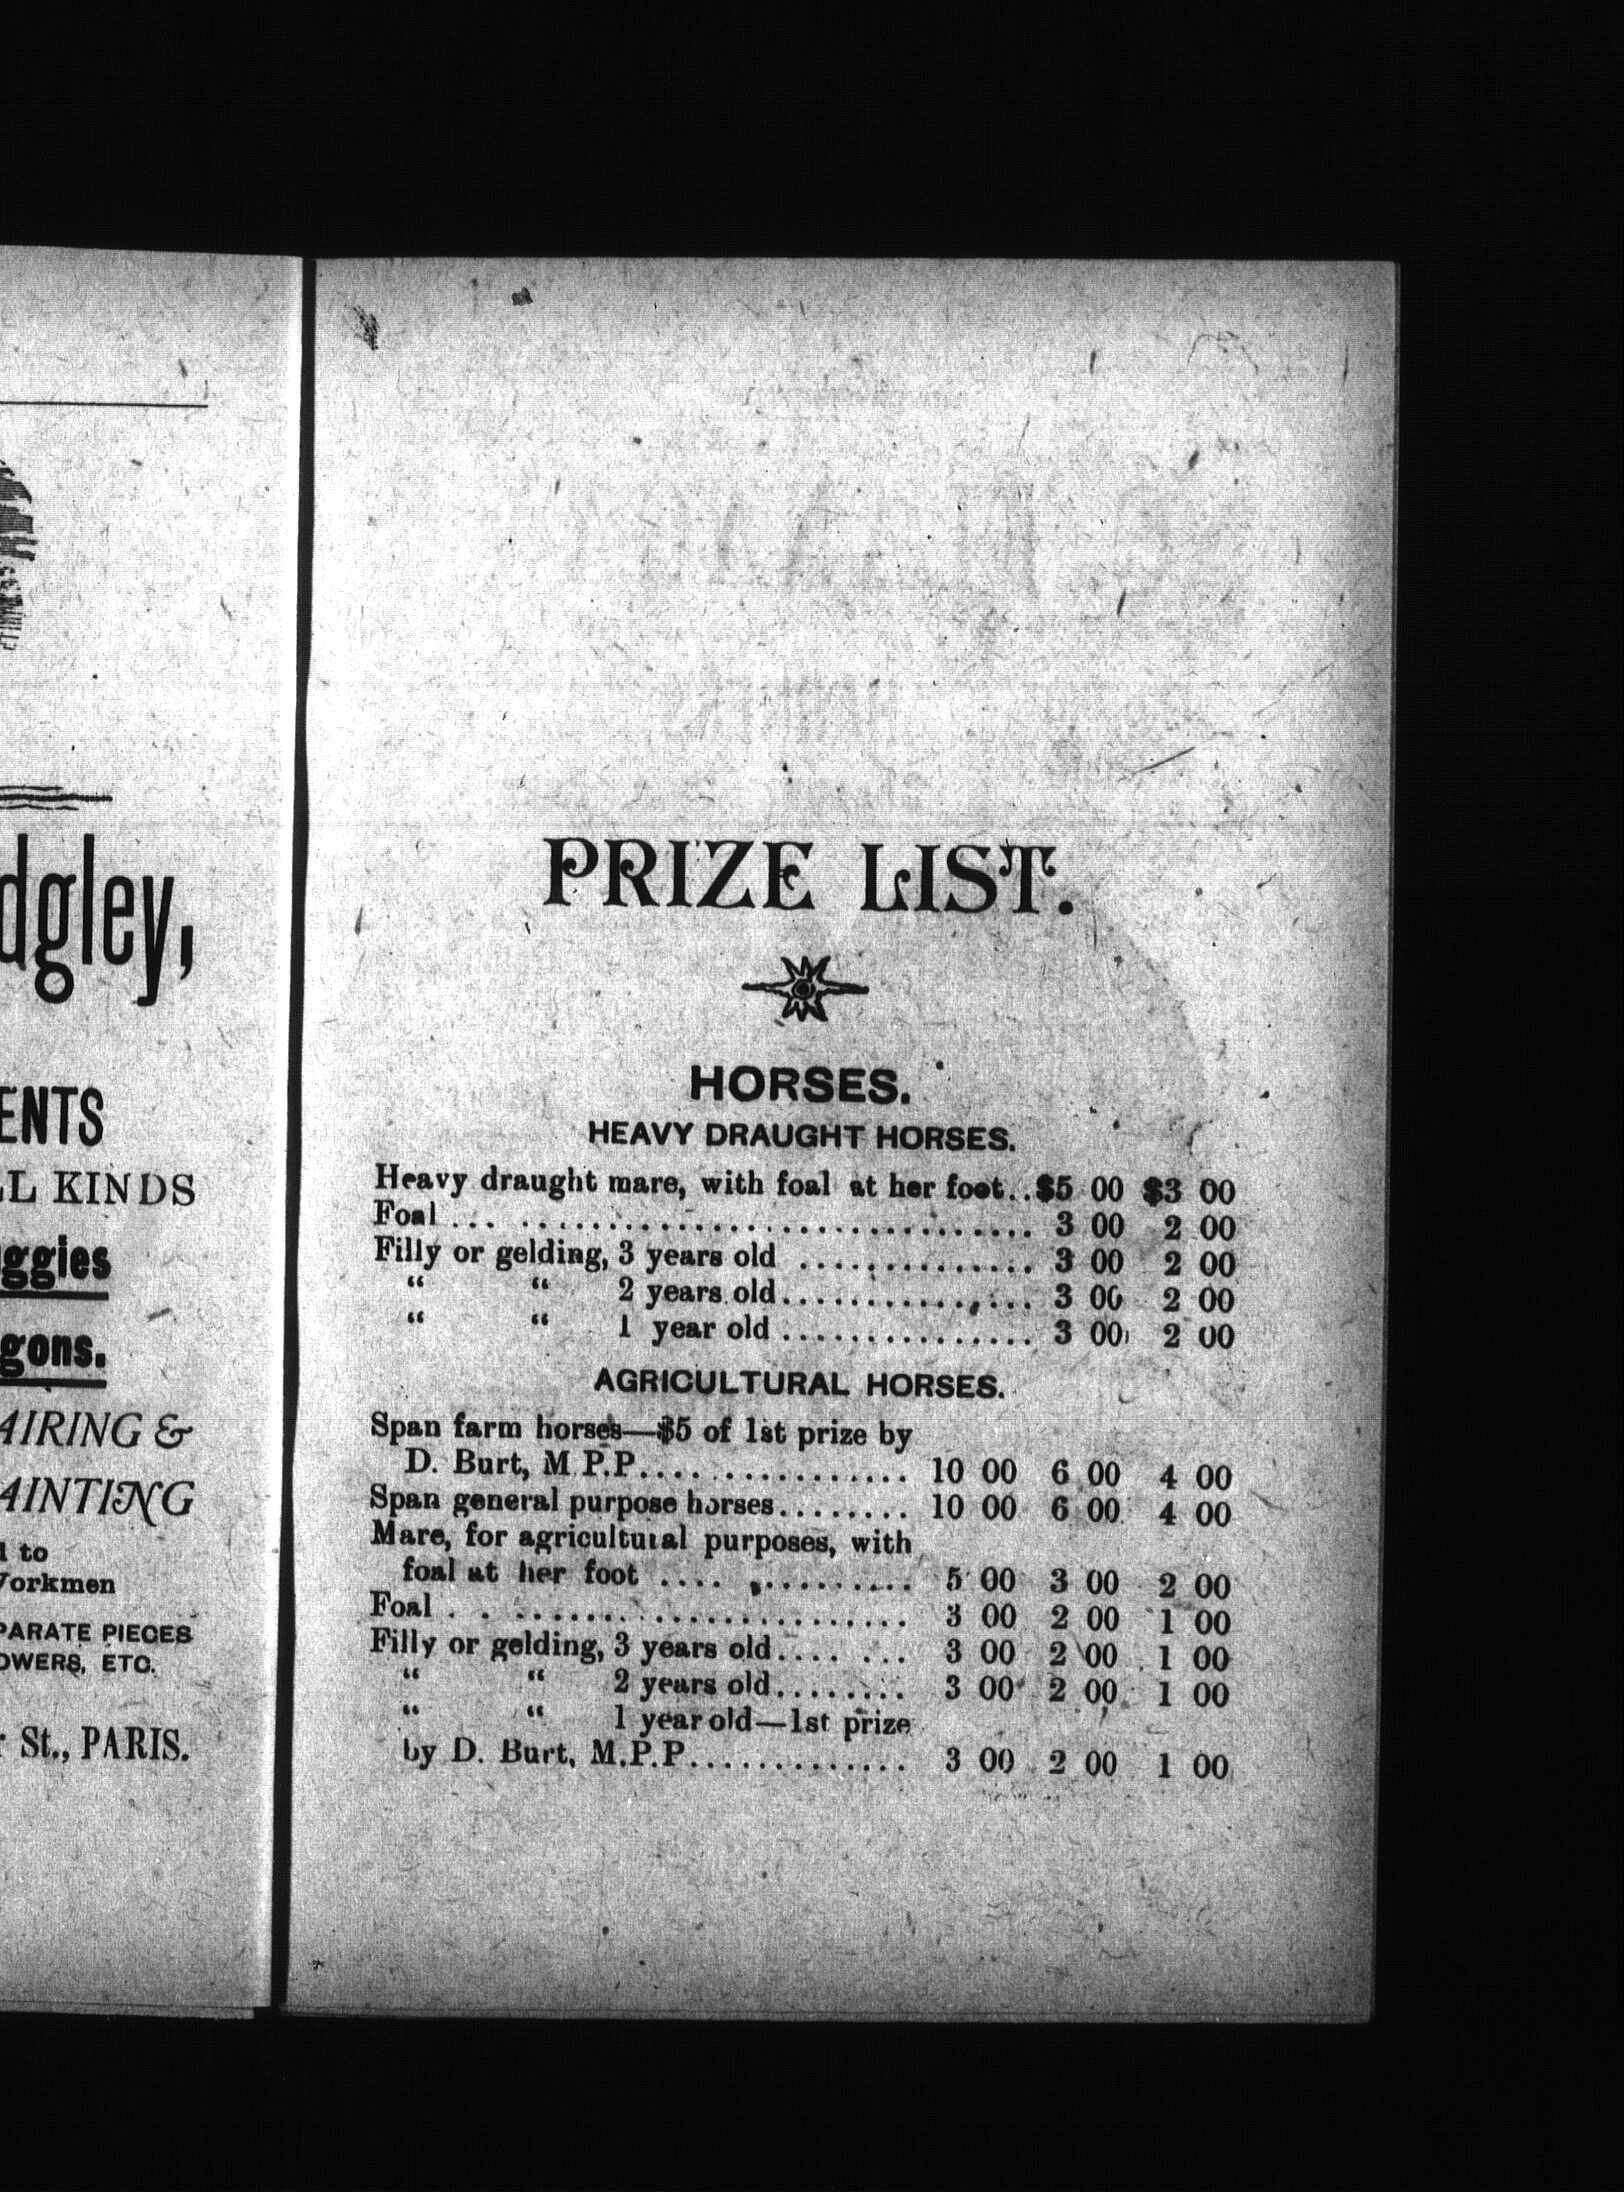 dgley,
ENTS
LL KINDS
ggies
gons.
AIRING &
AINTING
d to
Workmen
PARATE PIECES
OWERS, ETC.
r St., PARIS.
PRIZE LIST.
HORSES.
HEAVY DRAUGHT HORSES.
Heavy draught mare, with foal at her foot..$5 00 $3 00
Foal... ............................. 3 00 2 00
Filly or gelding, 3 years old .............. 3 00 2 00
“ “ 2 years old............... 3 00 2 00
“ “ 1 year old ............... 3 00 2 00
AGRICULTURAL HORSES.
Span farm horses—$5 of 1st prize by
D. Burt, M.P.P................. 10 00 6 00 4 00
Span general purpose horses........ 10 00 6 00 4 00
Mare, for agricultural purposes, with
foal at her foot .... .......... 5 00 3 00 2 00
Foal . . ....................... 3 00 2 00 1 00
Filly or gelding, 3 years old.... ... 3 00 2 00 1 00
“ “ 2 years old........ 3 00 2 00 1 00
“ “ 1 year old—1st prize
by D. Burt, M.P.P............. 3 00 2 00 1 00